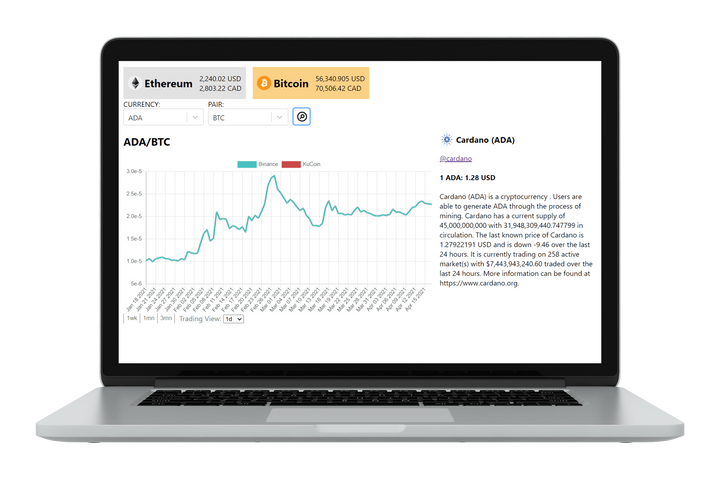 Ethereum 2,240.02 USD
2,803.22 CAD
Bitcoin 56,340.905 USD
70,506.42 CAD
CURRENCY: PAIR:
ADA BTC
ADA/BTC
Binance KuCoin
3.0e-5
2.5e-5
2.0e-5
1.5e-5
1.0e-5
5e-6
Jan 18 2021
Jan 21 2021
Jan 24 2021
Jan 27 2021
Jan 30 2021
Feb 02 2021
Feb 05 2021
Feb 08 2021
Feb 11 2021
Feb 14 2021
Feb 17 2021
Feb 20 2021
Feb 23 2021
Feb 26 2021
Mar 01 2021
Mar 04 2021
Mar 07 2021
Mar 10 2021
Mar 13 2021
Mar 16 2021
Mar 19 2021
Mar 22 2021
Mar 25 2021
Mar 28 2021
Mar 31 2021
Apr 03 2021
Apr 06 2021
Apr 09 2021
Apr 12 2021
Apr 15 2021
1wk 1mn 3mn Trading View: 1d
Cardano (ADA)
@cardano
1 ADA: 1.28 USD
Cardano (ADA) is a cryptocurrency . Users are
able to generate ADA through the process of
mining. Cardano has a current supply of
45,000,000,000 with 31,948,309,440.747799 in
circulation. The last known price of Cardano is
1.27922191 USD and is down -9.46 over the last
24 hours. It is currently trading on 258 active
market(s) with $7,443,943,240.60 traded over the
last 24 hours. More information can be found at
https://www.cardano.org.